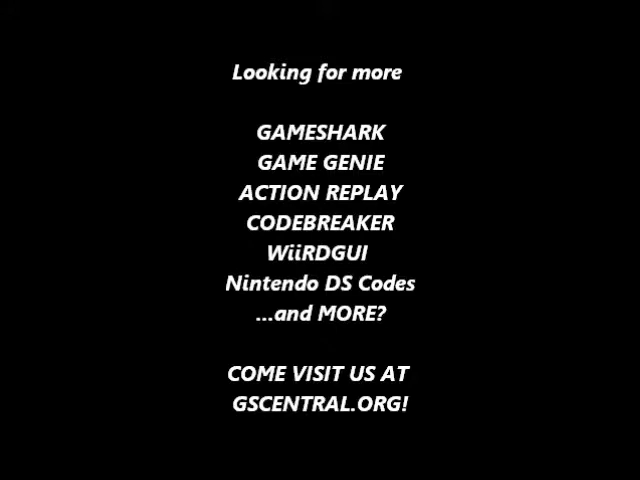 Looking for more
GAMESHARK
GAME GENIE
ACTION REPLAY
CODEBREAKER
WiiRDGUI
Nintendo DS Codes
...and MORE?
COME VISIT US AT
GSCENTRAL.ORG!